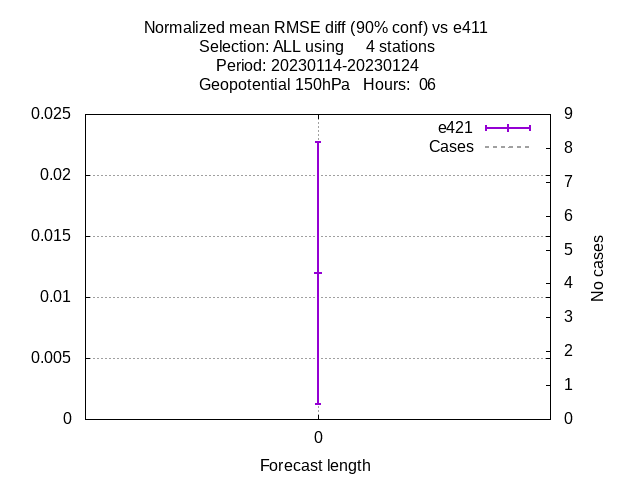 Normalized mean RMSE diff (90% conf) vs e411
Selection: ALL using     4 stations
Period: 20230114-20230124
Geopotential 150hPa   Hours:  06
e421
Cases
0.025
0.02
0.015
0.01
0.005
0
9
8
7
6
5
4
3
2
1
0
No cases
0
Forecast length